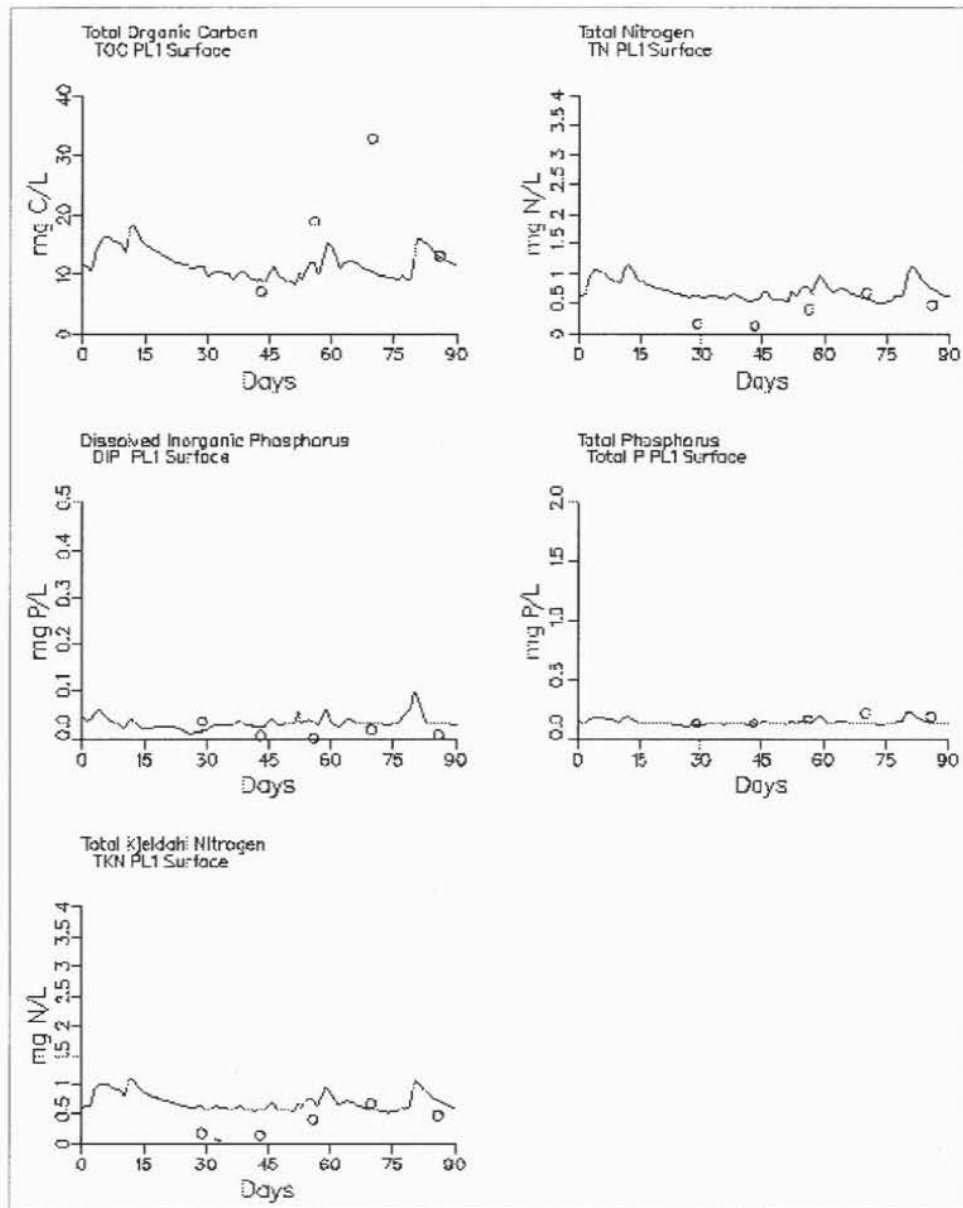 Total Organic Carbon
TOC PL1 Surface
mg C/L
0 10 20 30 40
0 15 30 45 60 75 90
Days
Total Nitrogen
TN PL1 Surface
mg N/L
0 0.5 1 1.5 2 2.5 3 3.5 4
0 15 30 45 60 75 90
Days
Dissolved Inorganic Phosphorus
DIP PL1 Surface
mg P/L
0.0 0.1 0.2 0.3 0.4 0.5
0 15 30 45 60 75 90
Days
Total Phosphorus
Total P PL1 Surface
mg P/L
0.0 0.5 1.0 1.5 2.0
0 15 30 45 60 75 90
Days
Total Kjeldahl Nitrogen
TKN PL1 Surface
mg N/L
0 0.5 1 1.5 2 2.5 3 3.5 4
0 15 30 45 60 75 90
Days